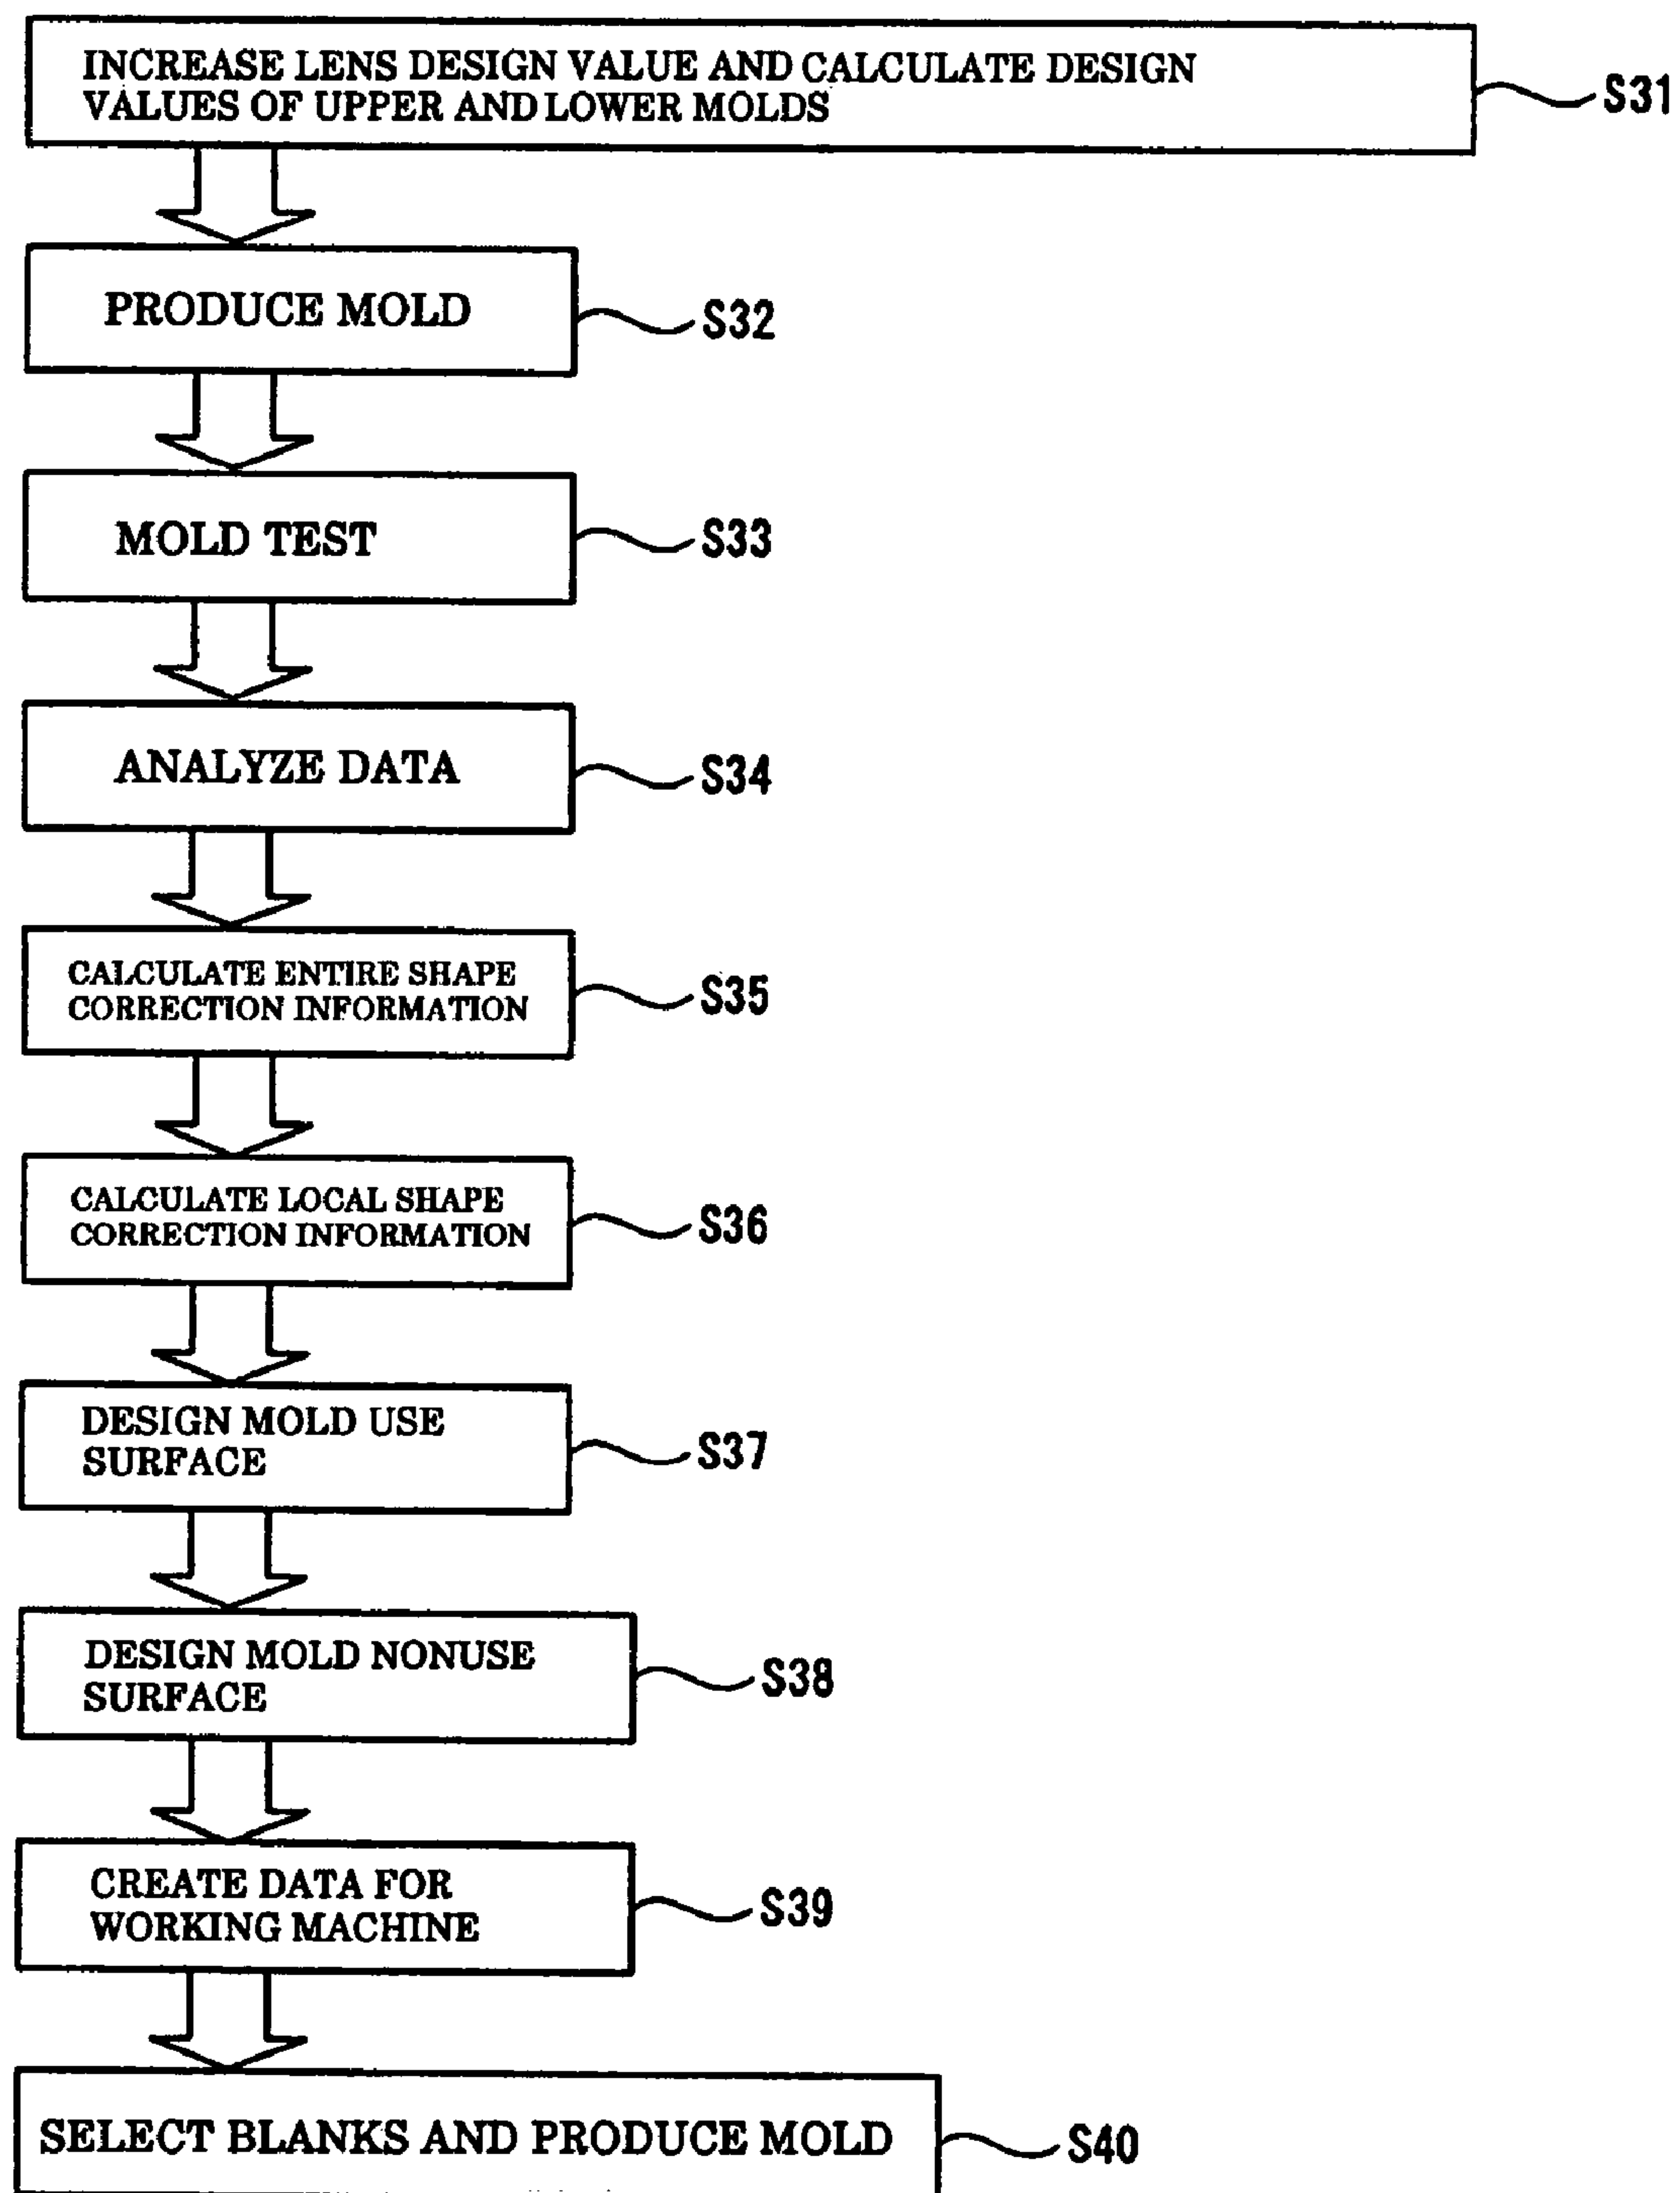 INCREASE LENS DESIGN VALUE AND CALCULATE DESIGN
VALUES OF UPPER AND LOWER MOLDS
S31
PRODUCE MOLD
S32
MOLD TEST
S33
ANALYZE DATA
S34
CALCULATE ENTIRE SHAPE
CORRECTION INFORMATION
S35
CALCULATE LOCAL SHAPE
CORRECTION INFORMATION
S36
DESIGN MOLD USE
SURFACE
S37
DESIGN MOLD NONUSE
SURFACE
S38
CREATE DATA FOR
WORKING MACHINE
S39
SELECT BLANKS AND PRODUCE MOLD
S40